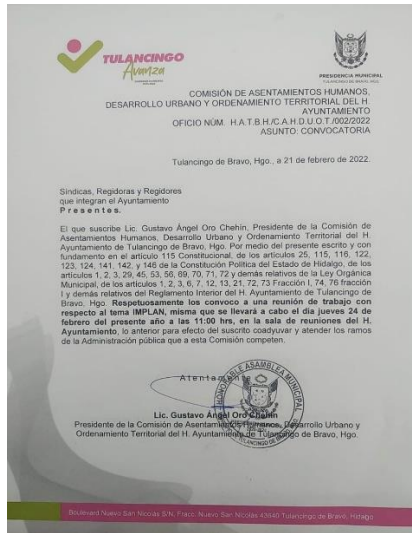 TULANCINGO
Avanza
PRESIDENCIA MUNICIPAL
TULANCINGO DE BRAVO, HGO.
COMISIÓN DE ASENTAMIENTOS HUMANOS,
DESARROLLO URBANO Y ORDENAMIENTO TERRITORIAL DEL H.
AYUNTAMIENTO
OFICIO NÚM. H.A.T.B.H./C.A.H.D.U.O.T./002/2022
ASUNTO: CONVOCATORIA
Tulancingo de Bravo, Hgo., a 21 de febrero de 2022.
Síndicas, Regidoras y Regidores
que integran el Ayuntamiento
P r e s e n t e s.
El que suscribe Lic. Gustavo Ángel Oro Chehín, Presidente de la Comisión de
Asentamientos Humanos, Desarrollo Urbano y Ordenamiento Territorial del H.
Ayuntamiento de Tulancingo de Bravo, Hgo. Por medio del presente escrito y con
fundamento en el artículo 115 Constitucional, de los artículos 25, 115, 116, 122,
123, 124, 141, 142, y 146 de la Constitución Política del Estado de Hidalgo, de los
artículos 1, 2, 3, 29, 45, 53, 56, 69, 70, 71, 72 y demás relativos de la Ley Orgánica
Municipal, de los artículos 1, 2, 3, 6, 7, 12, 13, 21, 72, 73 Fracción I, 74, 76 fracción
I y demás relativos del Reglamento Interior del H. Ayuntamiento de Tulancingo de
Bravo, Hgo. Respetuosamente los convoco a una reunión de trabajo con
respecto al tema IMPLAN, misma que se llevará a cabo el día jueves 24 de
febrero del presente año a las 11:00 hrs, en la sala de reuniones del H.
Ayuntamiento, lo anterior para efecto del suscrito coadyuvar y atender los ramos
de la Administración pública que a esta Comisión competen.
A t e n t a m e n t e
HONORABLE ASAMBLEA MUNICIPAL
TULANCINGO DE BRAVO
Lic. Gustavo Ángel Oro Chehín
Presidente de la Comisión de Asentamientos Humanos, Desarrollo Urbano y
Ordenamiento Territorial del H. Ayuntamiento de Tulancingo de Bravo, Hgo.
Boulevard Nuevo San Nicolás S/N, Fracc. Nuevo San Nicolás 43640 Tulancingo de Bravo, Hidalgo